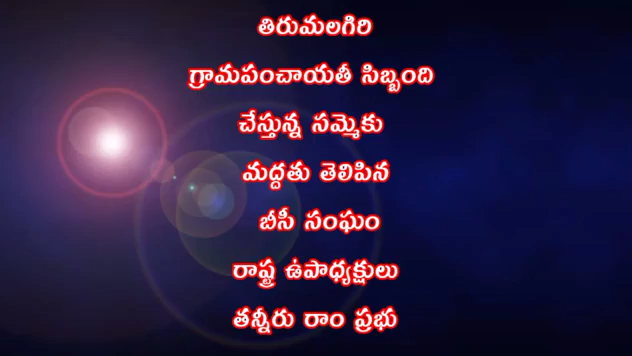 తిరుమలగిరి
గ్రామపంచాయతీ సిబ్బంది
చేస్తున్న సమ్మెకు
మద్దతు తెలిపిన
బీసీ సంఘం
రాష్ట్ర ఉపాధ్యక్షులు
తన్నీరు రాం ప్రభు